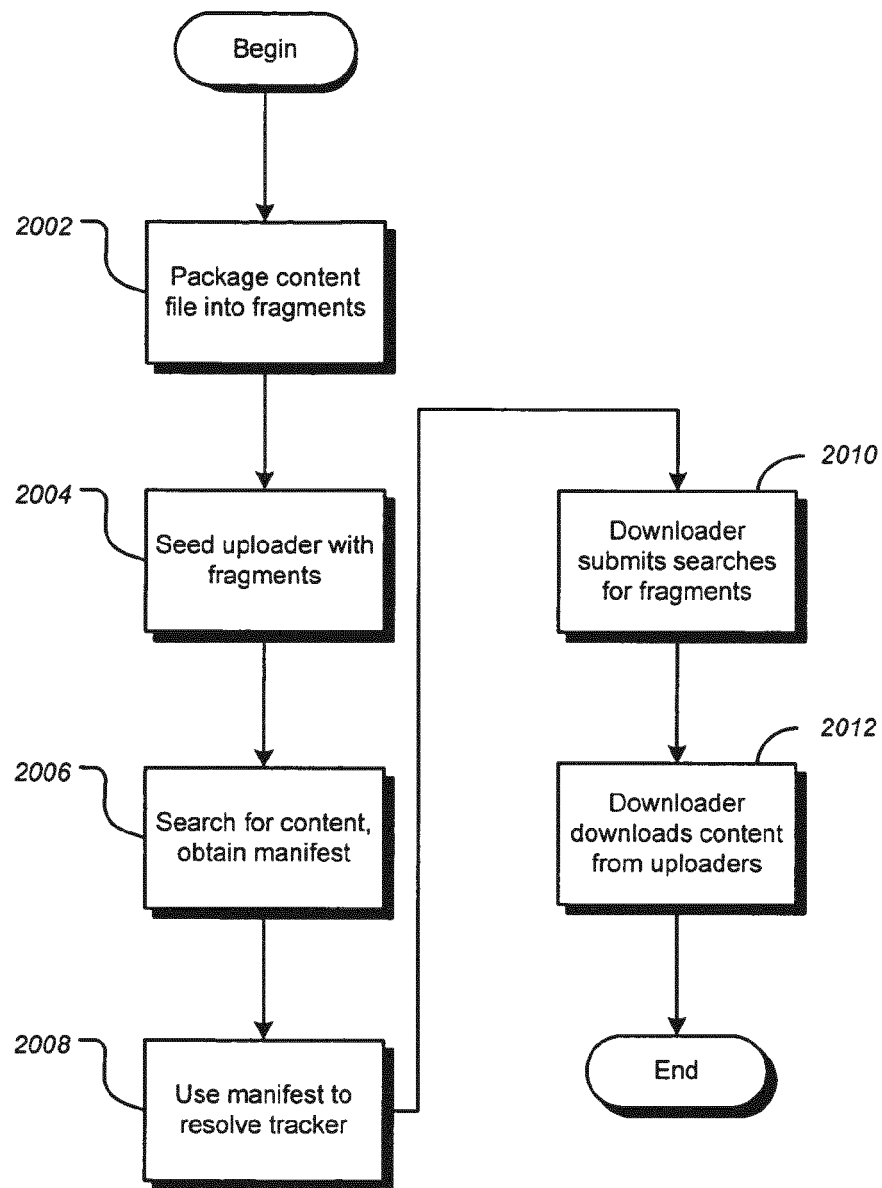 Begin
2002
Package content
file into fragments
2004
Seed uploader with
fragments
2006
Search for content,
obtain manifest
2008
Use manifest to
resolve tracker
2010
Downloader
submits searches
for fragments
2012
Downloader
downloads content
from uploaders
End